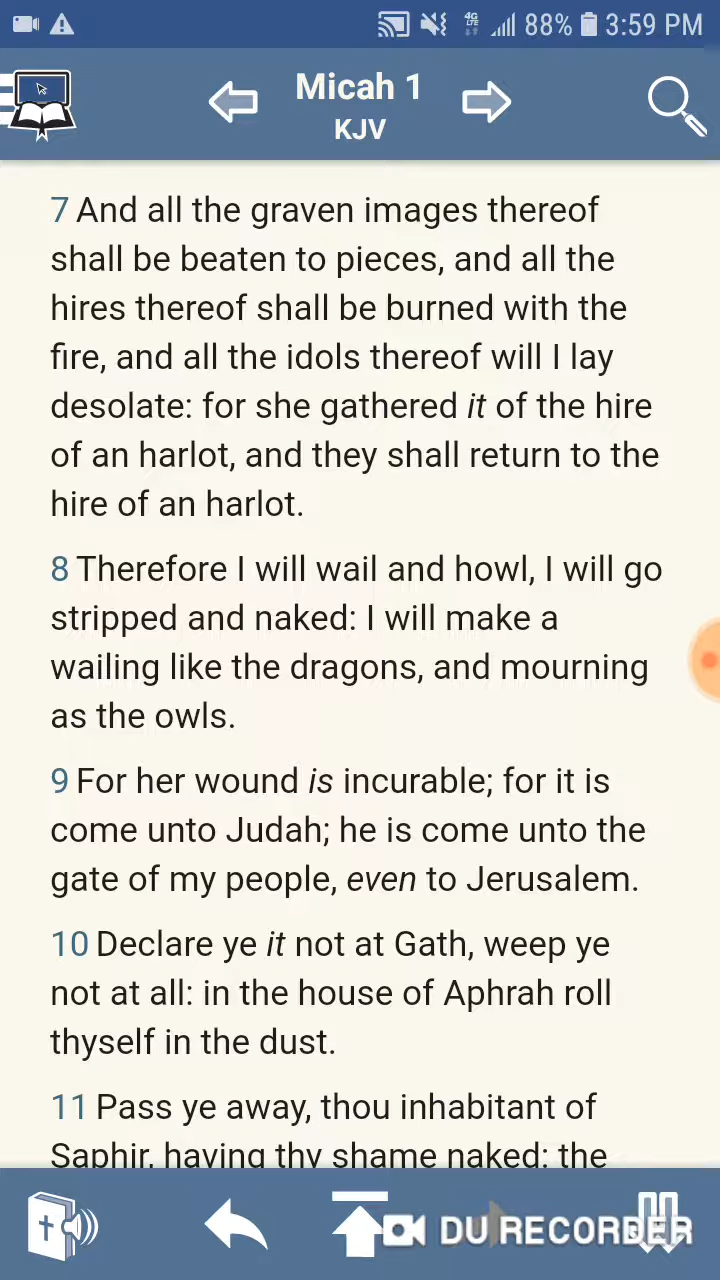 4G LTE 88% 3:59 PM
Micah 1
KJV
7 And all the graven images thereof
shall be beaten to pieces, and all the
hires thereof shall be burned with the
fire, and all the idols thereof will I lay
desolate: for she gathered it of the hire
of an harlot, and they shall return to the
hire of an harlot.
8 Therefore I will wail and howl, I will go
stripped and naked: I will make a
wailing like the dragons, and mourning
as the owls.
9 For her wound is incurable; for it is
come unto Judah; he is come unto the
gate of my people, even to Jerusalem.
10 Declare ye it not at Gath, weep ye
not at all: in the house of Aphrah roll
thyself in the dust.
11 Pass ye away, thou inhabitant of
Saphir, having thy shame naked: the
DU RECORDER